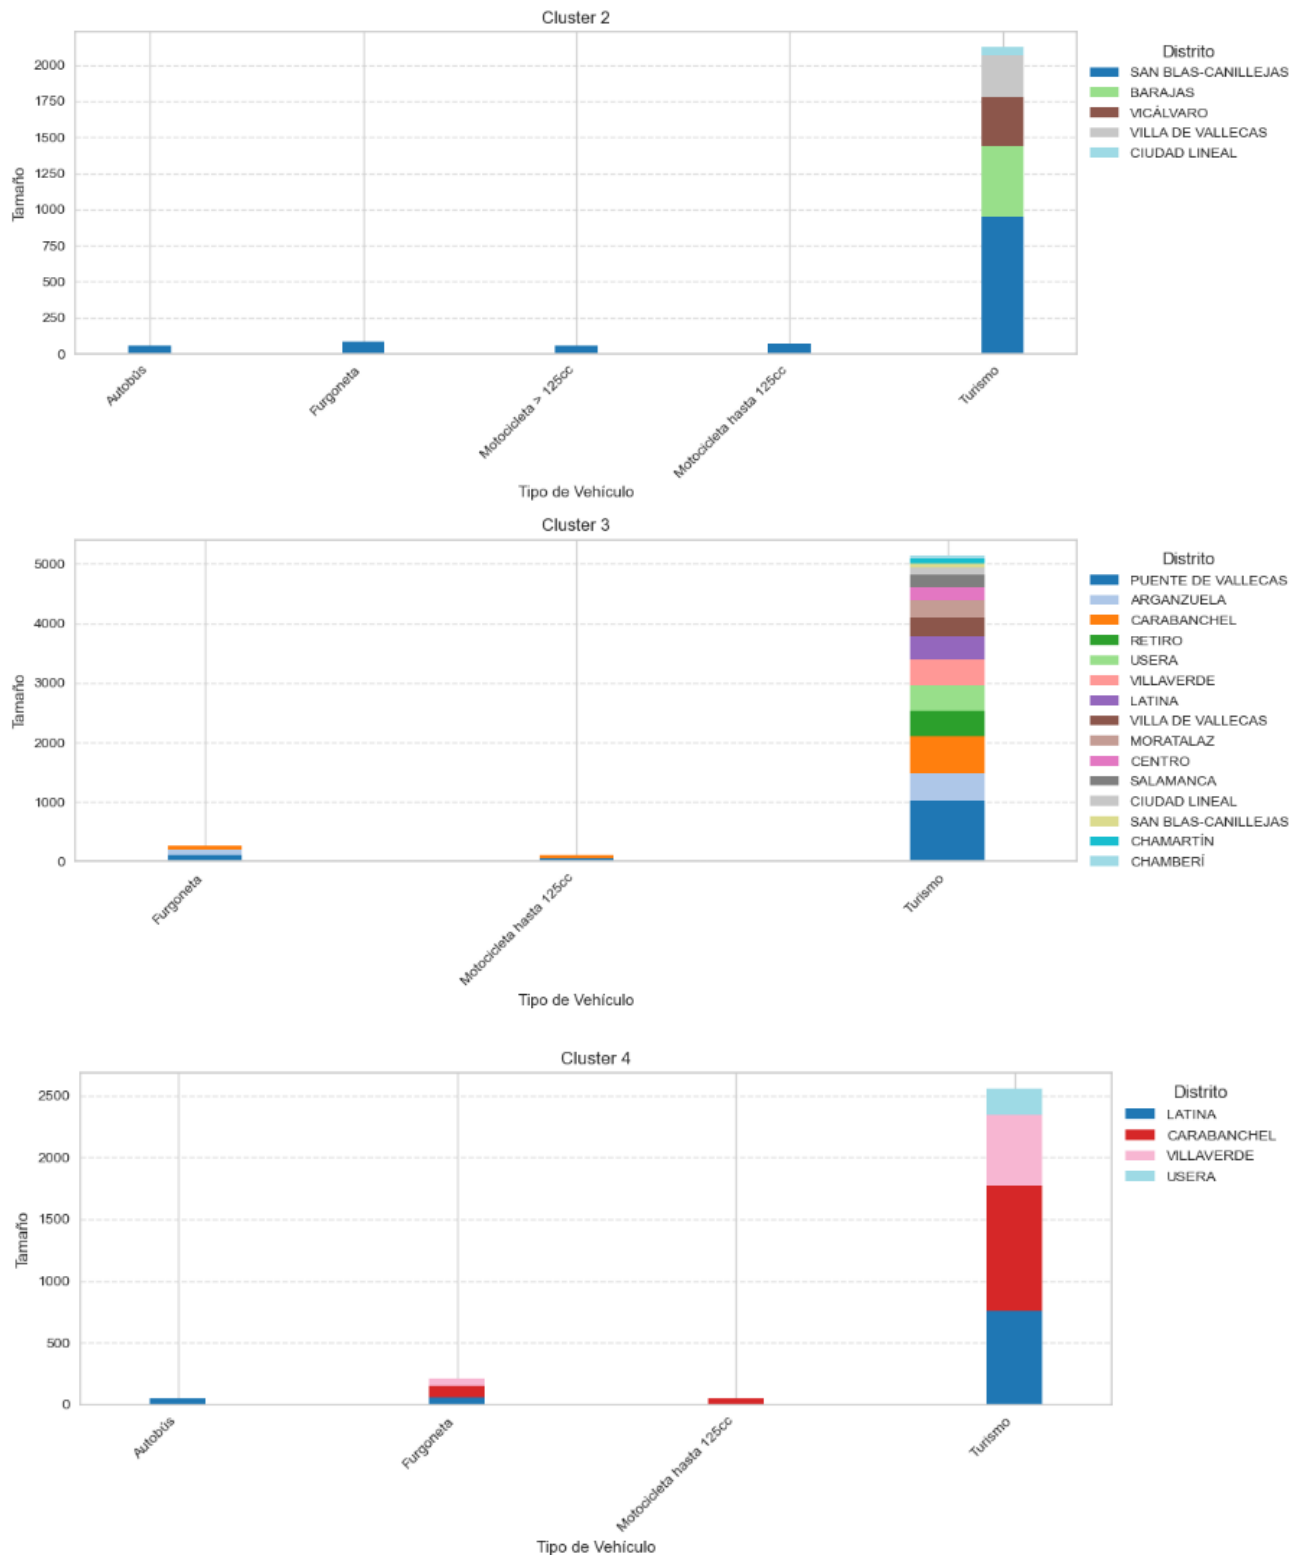 Cluster 2
Tamaño
2000
1750
1500
1250
1000
750
500
250
0
Autobús
Furgoneta
Motocicleta > 125cc
Motocicleta hasta 125cc
Turismo
Tipo de Vehículo
Distrito
SAN BLAS-CANILLEJAS
BARAJAS
VICÁLVARO
VILLA DE VALLECAS
CIUDAD LINEAL
Cluster 3
Tamaño
5000
4000
3000
2000
1000
0
Furgoneta
Motocicleta hasta 125cc
Turismo
Tipo de Vehículo
Distrito
PUENTE DE VALLECAS
ARGANZUELA
CARABANCHEL
RETIRO
USERA
VILLAVERDE
LATINA
VILLA DE VALLECAS
MORATALAZ
CENTRO
SALAMANCA
CIUDAD LINEAL
SAN BLAS-CANILLEJAS
CHAMARTÍN
CHAMBERÍ
Cluster 4
Tamaño
2500
2000
1500
1000
500
0
Autobús
Furgoneta
Motocicleta hasta 125cc
Turismo
Tipo de Vehículo
Distrito
LATINA
CARABANCHEL
VILLAVERDE
USERA